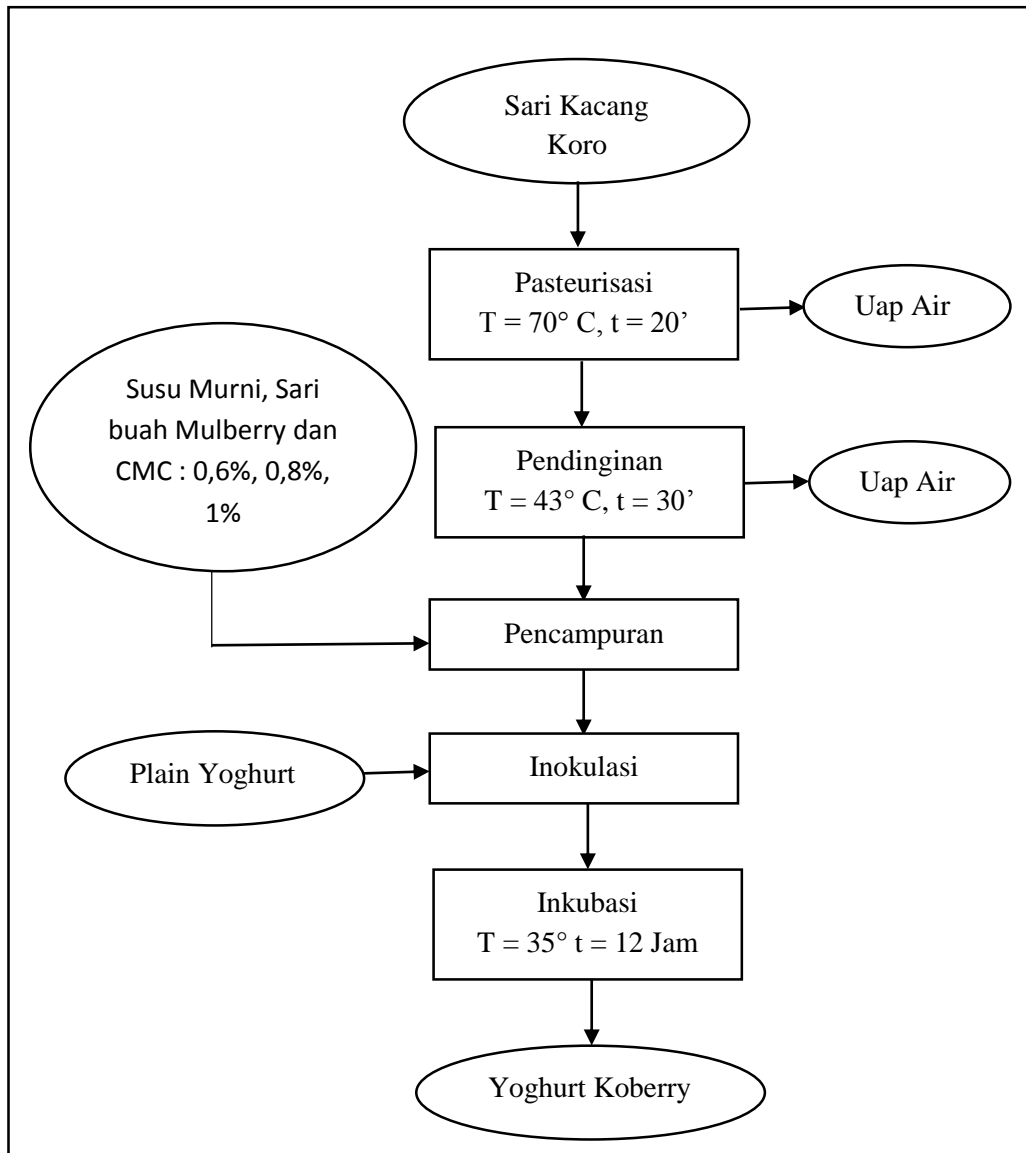 Sari Kacang
Koro
Pasteurisasi
T = 70° C, t = 20’
Uap Air
Susu Murni, Sari
buah Mulberry dan
CMC : 0,6%, 0,8%,
1%
Pendinginan
T = 43° C, t = 30’
Uap Air
Pencampuran
Plain Yoghurt
Inokulasi
Inkubasi
T = 35° t = 12 Jam
Yoghurt Koberry